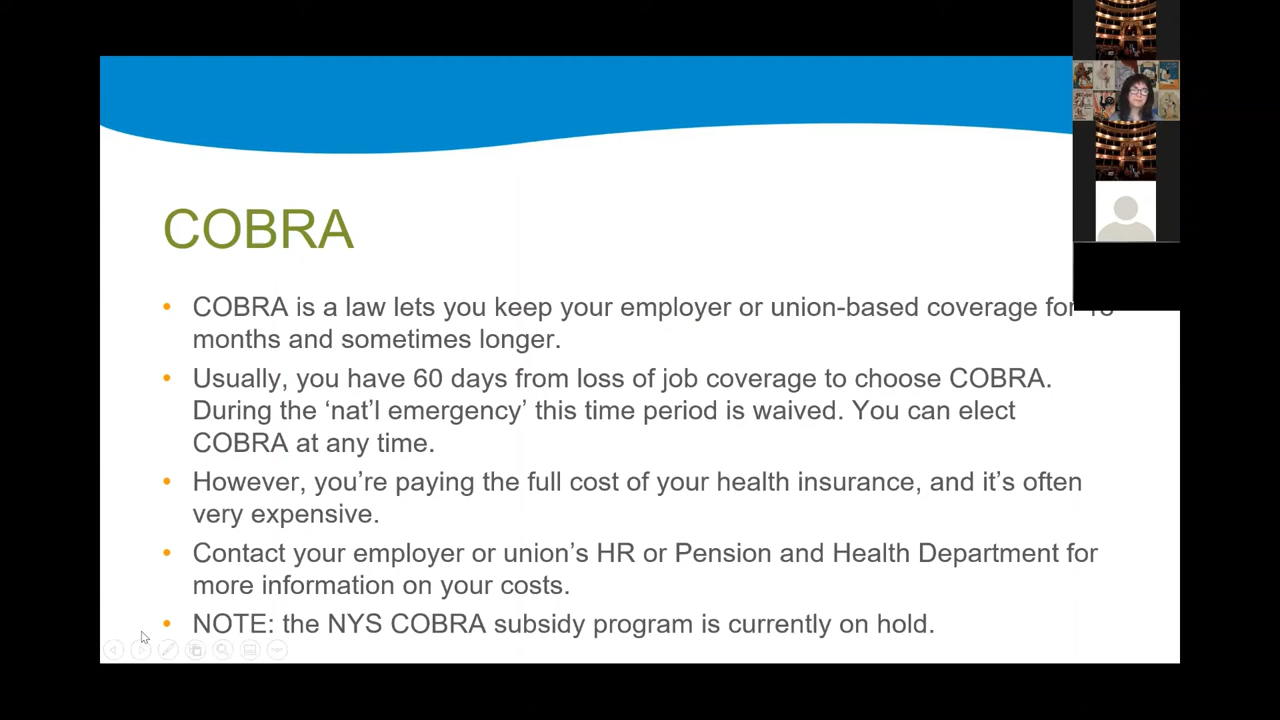 COBRA
• COBRA is a law lets you keep your employer or union-based coverage for
months and sometimes longer.
• Usually, you have 60 days from loss of job coverage to choose COBRA.
During the ‘nat’l emergency’ this time period is waived. You can elect
COBRA at any time.
• However, you’re paying the full cost of your health insurance, and it’s often
very expensive.
• Contact your employer or union’s HR or Pension and Health Department for
more information on your costs.
• NOTE: the NYS COBRA subsidy program is currently on hold.